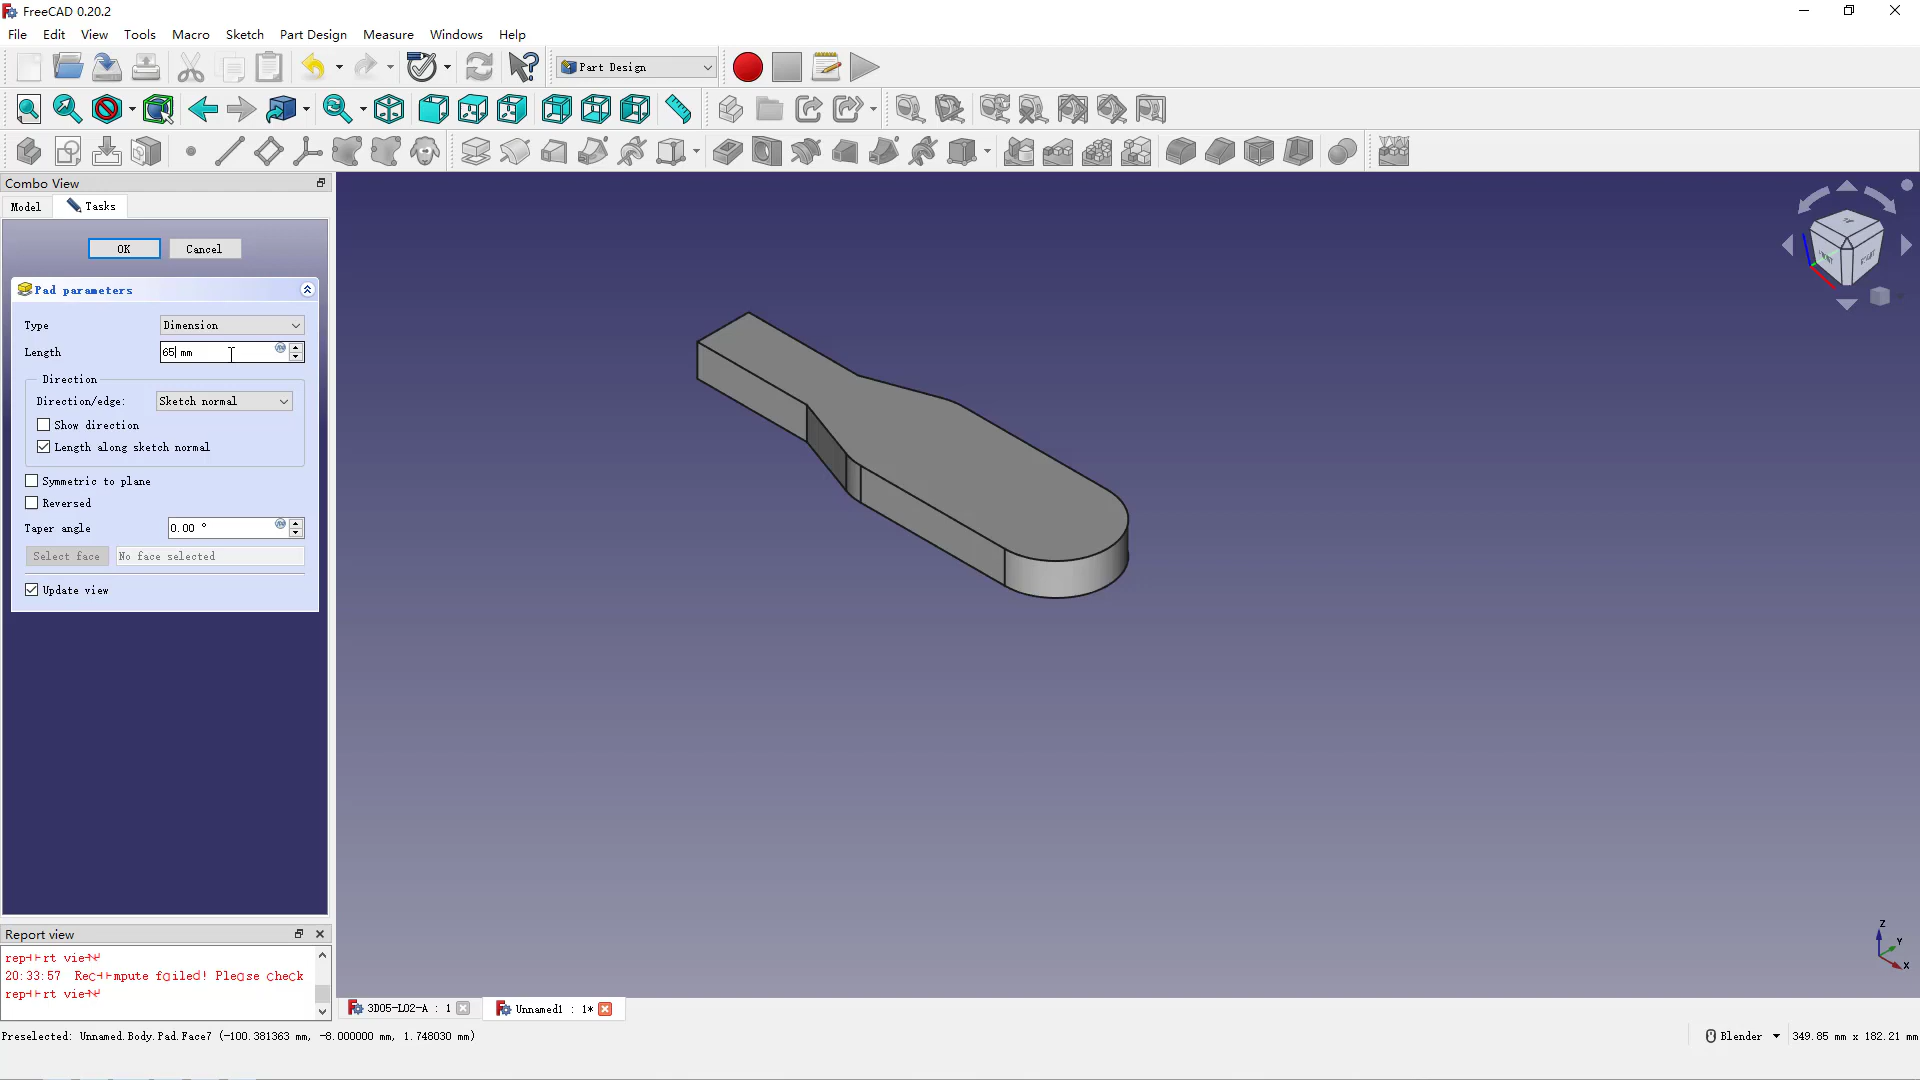 FreeCAD 0.20.2
File Edit View Tools Macro Sketch Part Design Measure Windows Help
Part Design
Combo View
Model Tasks
OK Cancel
Pad parameters
Type Dimension
Length 65 mm
Direction
Direction/edge: Sketch normal
Show direction
Length along sketch normal
Symmetric to plane
Reversed
Taper angle 0.00 °
Select face No face selected
Update view
Report view
20:33:57
failed! Please check
Z
Y
X
3D05-L02-A : 1 Unnamed1 : 1*
Preselected: Unnamed.Body.Pad.Face7 (-100.381363 mm, -8.000000 mm, 1.748030 mm)
Blender 349.85 mm x 182.21 mm